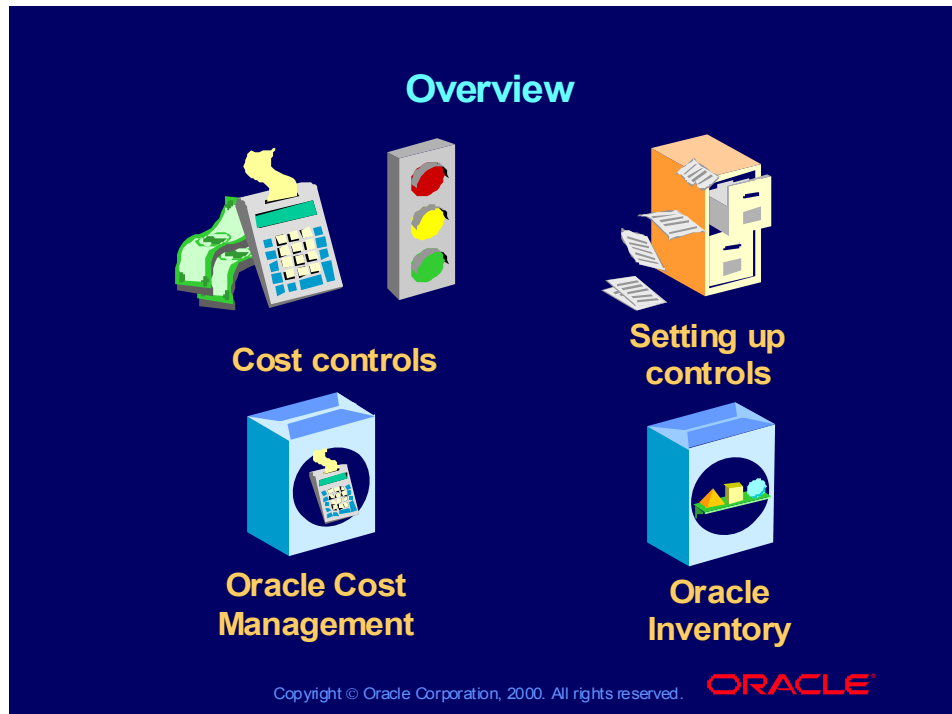 Overview
Cost controls
Setting up
controls
Oracle Cost
Management
Oracle
Inventory
Copyright © Oracle Corporation, 2000. All rights reserved.
ORACLE®